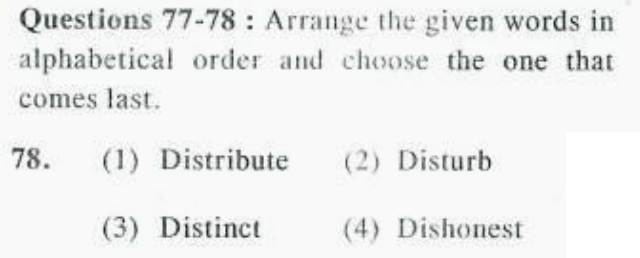 Questions 77-78 : Arrange the given words in
alphabetical order and choose the one that
comes last.
78. (1) Distribute (2) Disturb
(3) Distinct (4) Dishonest